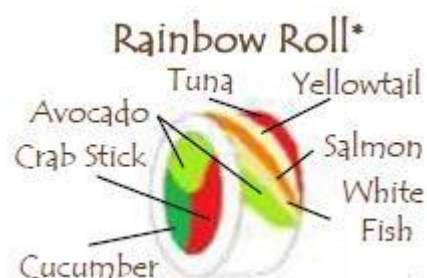 Rainbow Roll*
Tuna Yellowtail
Avocado
Crab Stick
Salmon
White
Fish
Cucumber